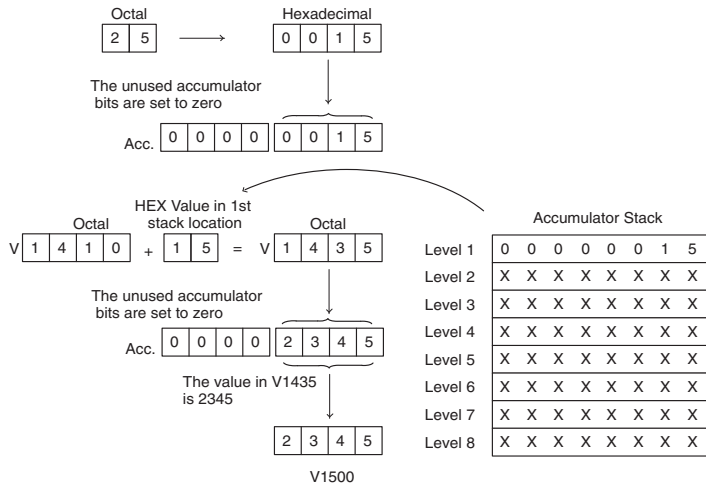 Octal
Hexadecimal
2 5
0 0 1 5
The unused accumulator
bits are set to zero
Acc. 0 0 0 0 0 0 1 5
HEX Value in 1st
stack location
Octal
Octal
V 1 4 1 0 + 1 5 = V 1 4 3 5
The unused accumulator
bits are set to zero
Acc. 0 0 0 0 2 3 4 5
The value in V1435
is 2345
2 3 4 5
V1500
Accumulator Stack
Level 1 0 0 0 0 0 0 1 5
Level 2 X X X X X X X X
Level 3 X X X X X X X X
Level 4 X X X X X X X X
Level 5 X X X X X X X X
Level 6 X X X X X X X X
Level 7 X X X X X X X X
Level 8 X X X X X X X X